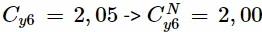 C_{y6} = 2,05 -> C_{y6}^{N} = 2,00